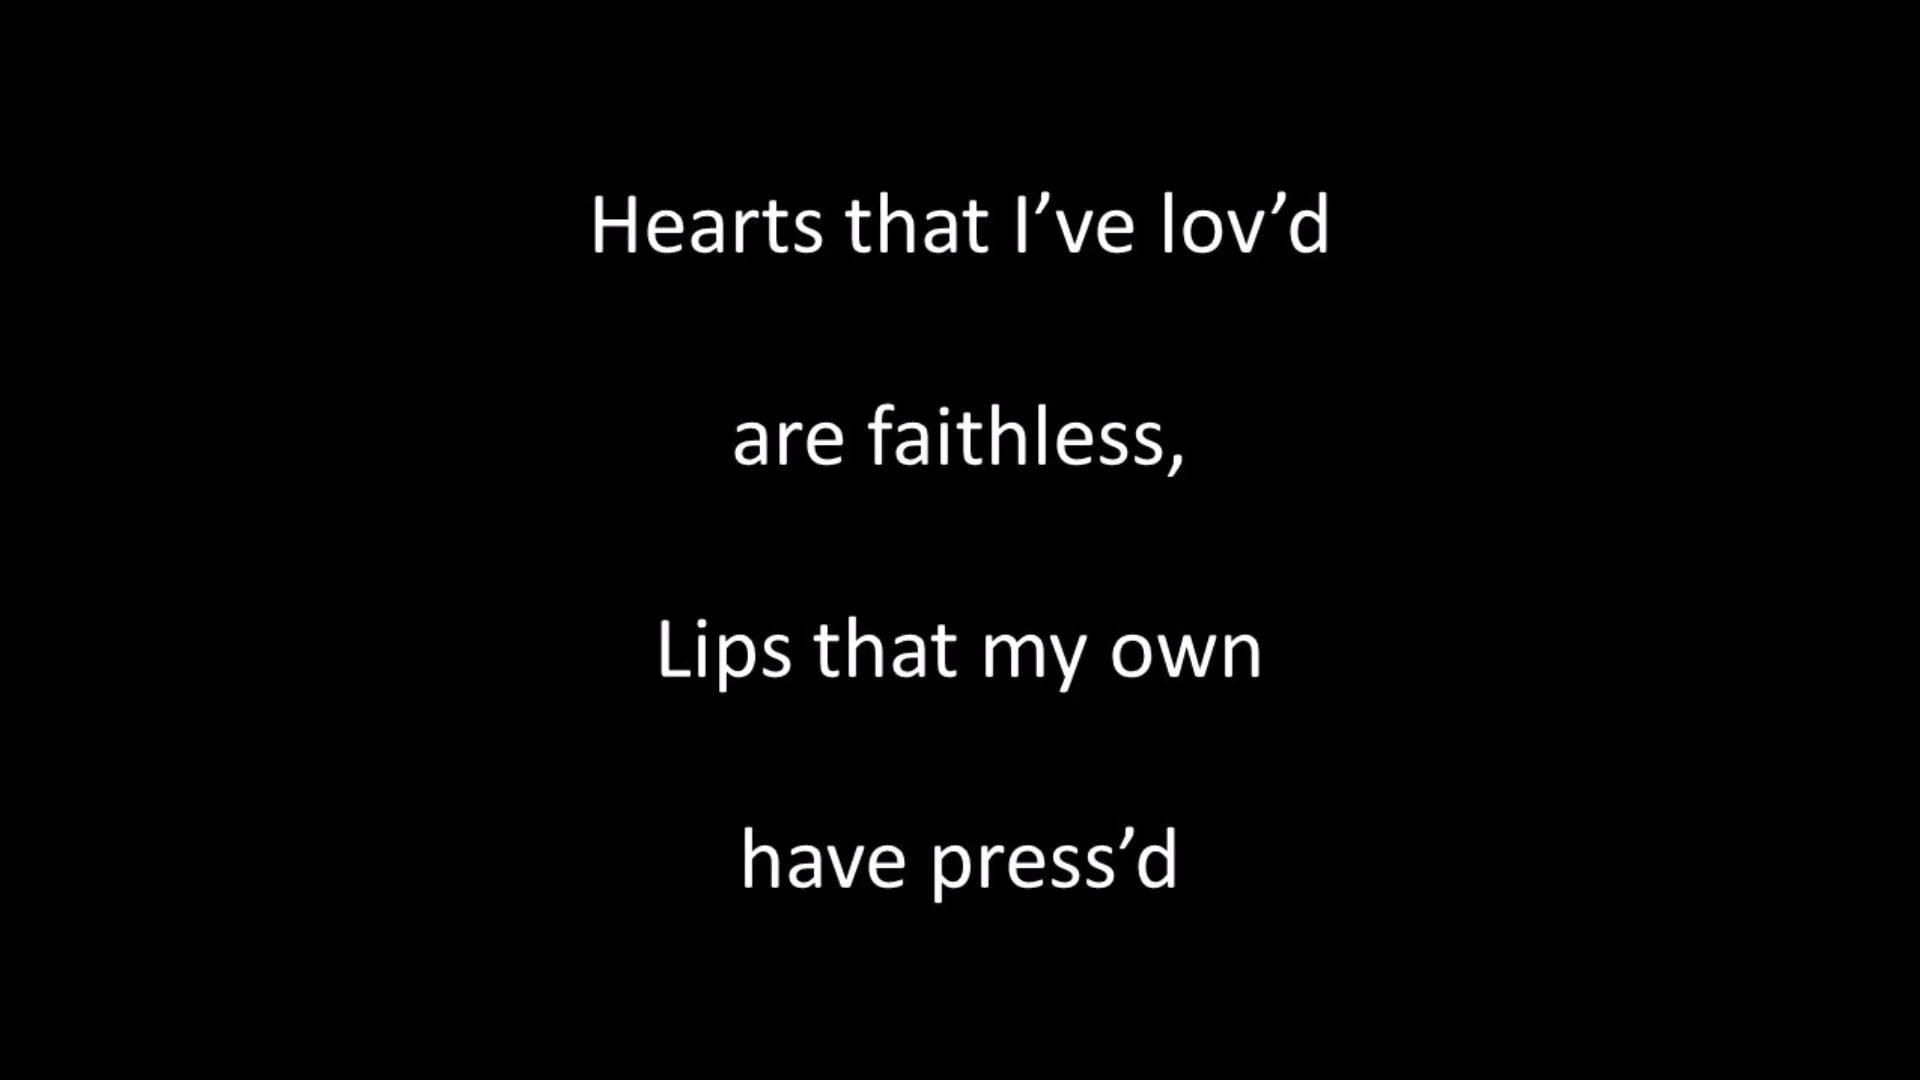 Hearts that I’ve lov’d
are faithless,
Lips that my own
have press’d